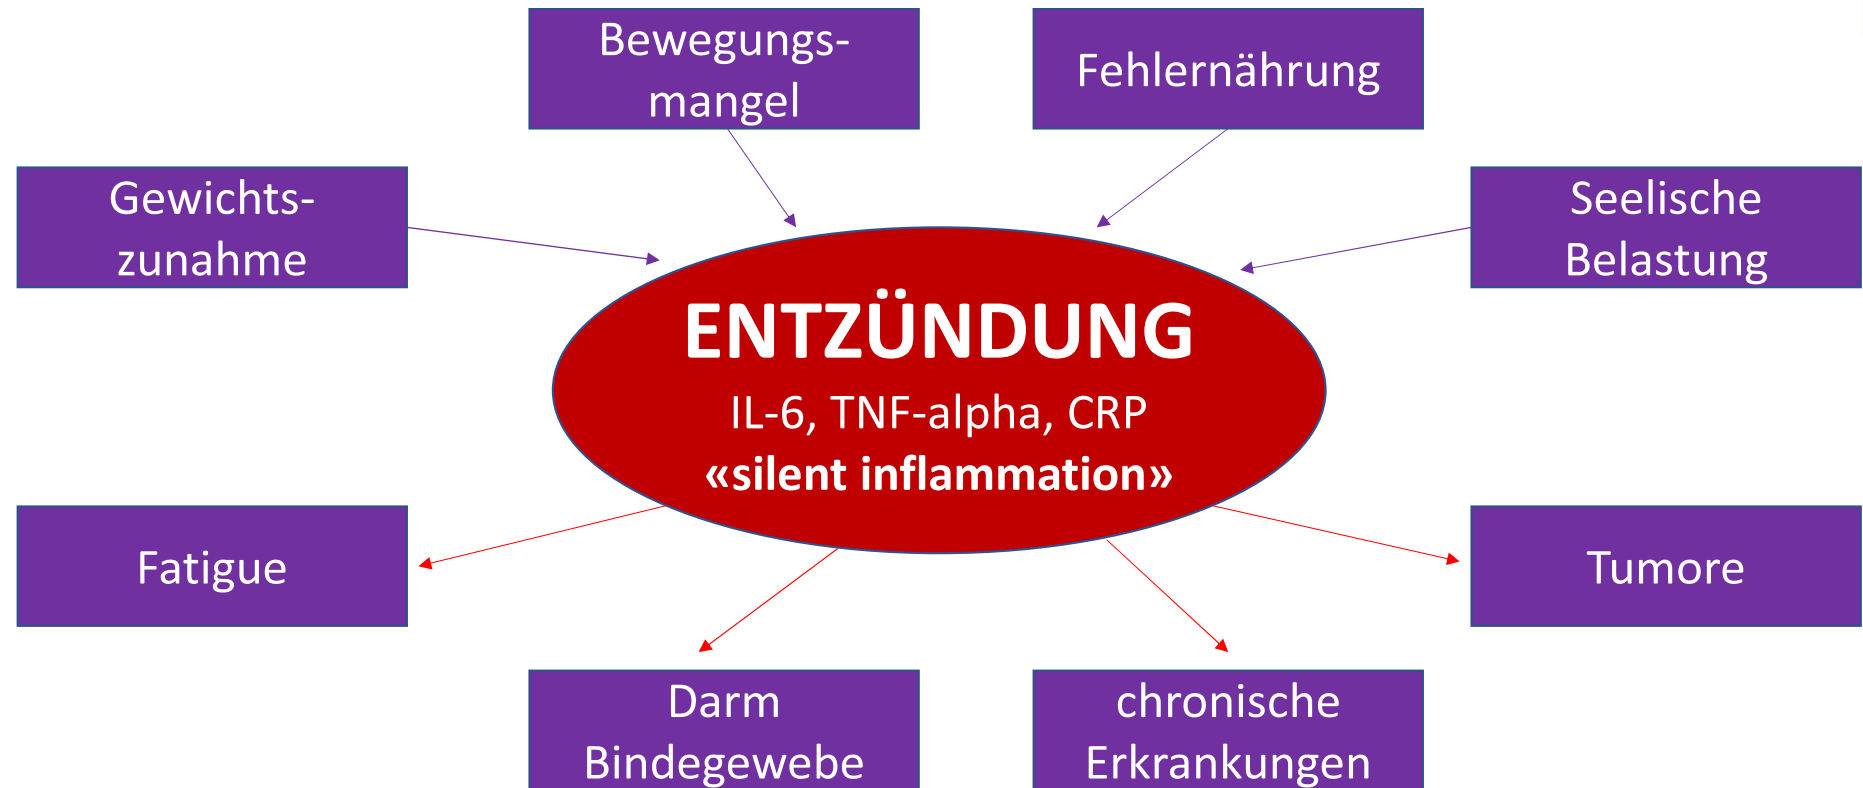 Bewegungs-
mangel
Fehlernährung
Gewichts-
zunahme
Seelische
Belastung
ENTZÜNDUNG
IL-6, TNF-alpha, CRP
«silent inflammation»
Fatigue
Tumore
Darm
Bindegewebe
chronische
Erkrankungen